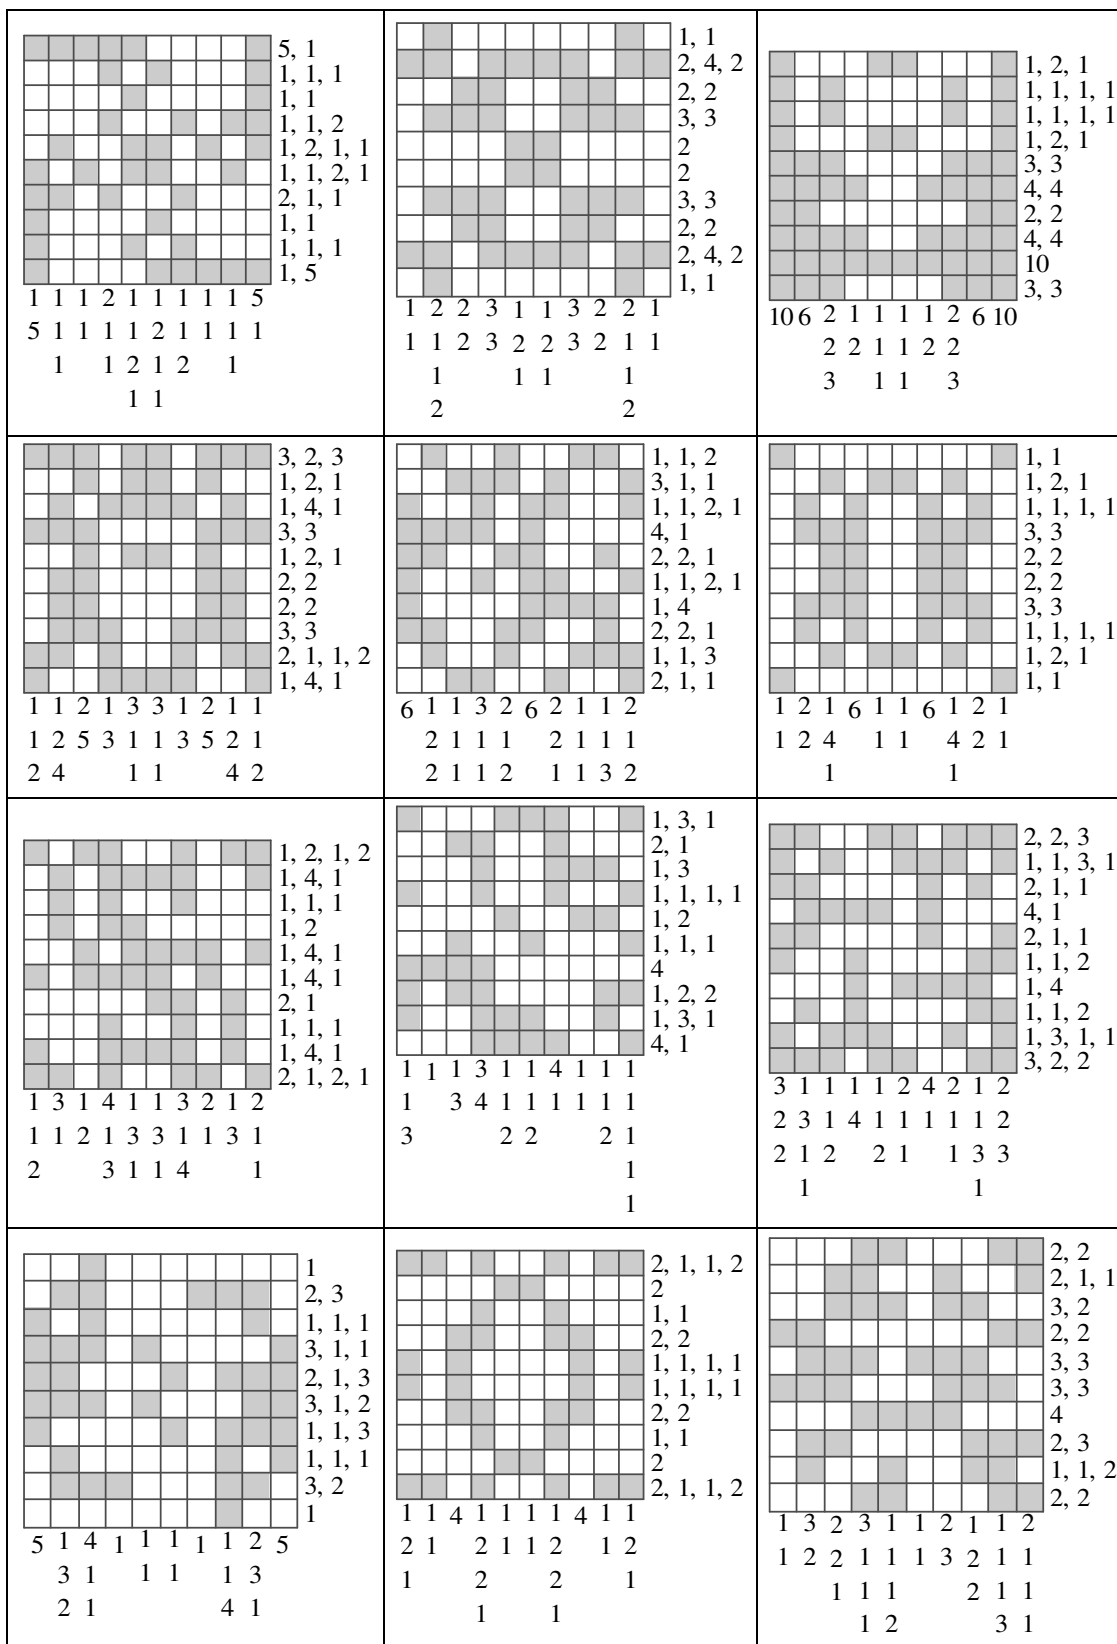 5, 1
1, 1, 1
1, 1
1, 1, 2
1, 2, 1, 1
1, 1, 2, 1
2, 1, 1
1, 1
1, 1, 1
1, 5
1 1 1 2 1 1 1 1 1 5
5 1 1 1 1 2 1 1 1 1
1 1 2 1 2 1
1 1
1, 1
2, 4, 2
2, 2
3, 3
2
2
3, 3
2, 2
2, 4, 2
1, 1
1 2 2 3 1 1 3 2 2 1
1 1 2 3 2 2 3 2 1 1
1 1 1 1
2 2
1, 2, 1
1, 1, 1, 1
1, 1, 1, 1
1, 2, 1
3, 3
4, 4
2, 2
4, 4
10
3, 3
10 6 2 1 1 1 1 2 6 10
2 2 1 1 2 2
3 1 1 3
3, 2, 3
1, 2, 1
1, 4, 1
3, 3
1, 2, 1
2, 2
2, 2
3, 3
2, 1, 1, 2
1, 4, 1
1 1 2 1 3 3 1 2 1 1
1 2 5 3 1 1 3 5 2 1
2 4 1 1 4 2
1, 1, 2
3, 1, 1
1, 1, 2, 1
4, 1
2, 2, 1
1, 1, 2, 1
1, 4
2, 2, 1
1, 1, 3
2, 1, 1
6 1 1 3 2 6 2 1 1 2
2 1 1 1 2 1 1 1
2 1 1 2 1 1 3 2
1, 1
1, 2, 1
1, 1, 1, 1
3, 3
2, 2
2, 2
3, 3
1, 1, 1, 1
1, 2, 1
1, 1
1 2 1 6 1 1 6 1 2 1
1 2 4 1 1 4 2 1
1 1
1, 2, 1, 2
1, 4, 1
1, 1, 1
1, 2
1, 4, 1
1, 4, 1
2, 1
1, 1, 1
1, 4, 1
2, 1, 2, 1
1 3 1 4 1 1 3 2 1 2
1 1 2 1 3 3 1 1 3 1
2 3 1 1 4 1
1, 3, 1
2, 1
1, 3
1, 1, 1, 1
1, 2
1, 1, 1
4
1, 2, 2
1, 3, 1
4, 1
1 1 1 3 1 1 4 1 1 1
1 3 4 1 1 1 1 1 1
3 2 2 2 1
1
1
2, 2, 3
1, 1, 3, 1
2, 1, 1
4, 1
2, 1, 1
1, 1, 2
1, 4
1, 1, 2
1, 3, 1, 1
3, 2, 2
3 1 1 1 1 2 4 2 1 2
2 3 1 4 1 1 1 1 1 2
2 1 2 2 1 1 3 3
1 1
1
2, 3
1, 1, 1
3, 1, 1
2, 1, 3
3, 1, 2
1, 1, 3
1, 1, 1
3, 2
1
5 1 4 1 1 1 1 1 2 5
3 1 1 1 1 3
2 1 4 1
2, 1, 1, 2
2
1, 1
2, 2
1, 1, 1, 1
1, 1, 1, 1
2, 2
1, 1
2
2, 1, 1, 2
1 1 4 1 1 1 1 4 1 1
2 1 2 1 1 2 1 2
1 2 2 1
1 1
2, 2
2, 1, 1
3, 2
2, 2
3, 3
3, 3
4
2, 3
1, 1, 2
2, 2
1 3 2 3 1 1 2 1 1 2
1 2 2 1 1 1 3 2 1 1
1 1 1 2 1 1
1 2 3 1